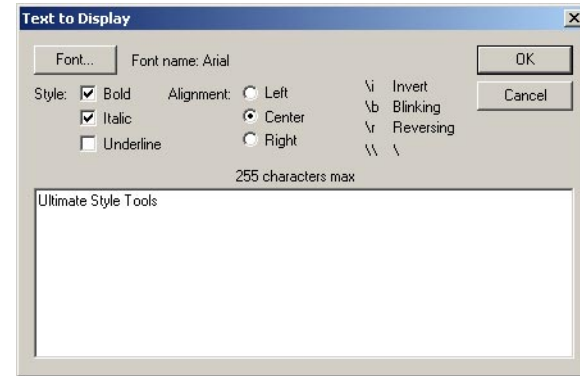 Text to Display
Font... Font name: Arial OK
Style: Bold Alignment: Left \i Invert Cancel
Italic Center \b Blinking
Underline Right \r Reversing
\\ \
255 characters max
Ultimate Style Tools